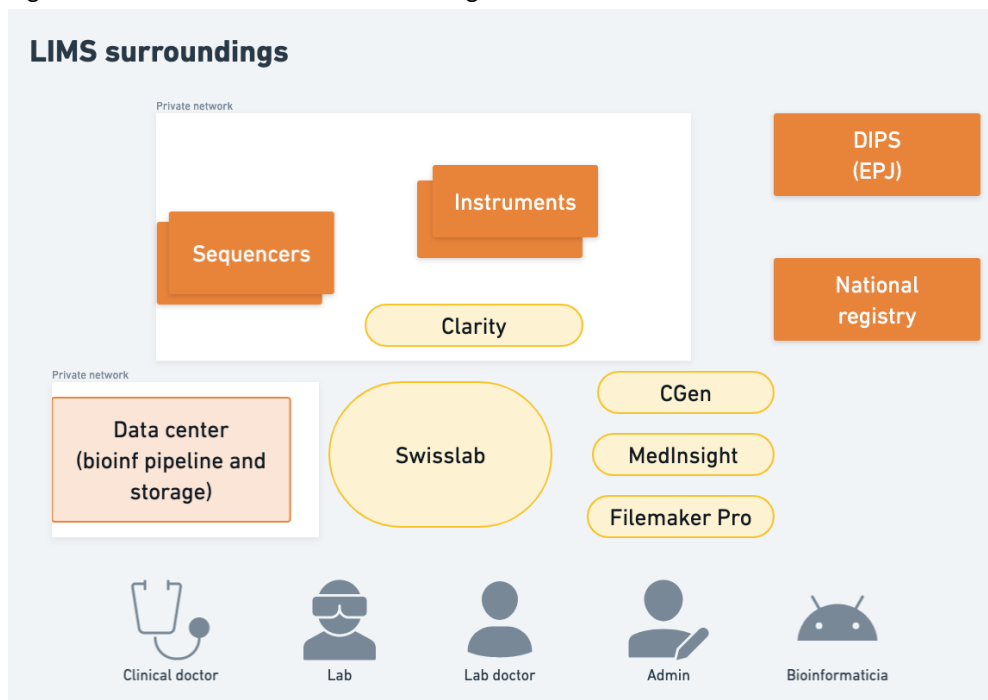 LIMS surroundings
Private network
DIPS
(EPJ)
Instruments
Sequencers
National
registry
Clarity
Private network
CGen
Data center
(bioinf pipeline and
storage)
Swisslab
MedInsight
Filemaker Pro
Clinical doctor
Lab
Lab doctor
Admin
Bioinformaticia